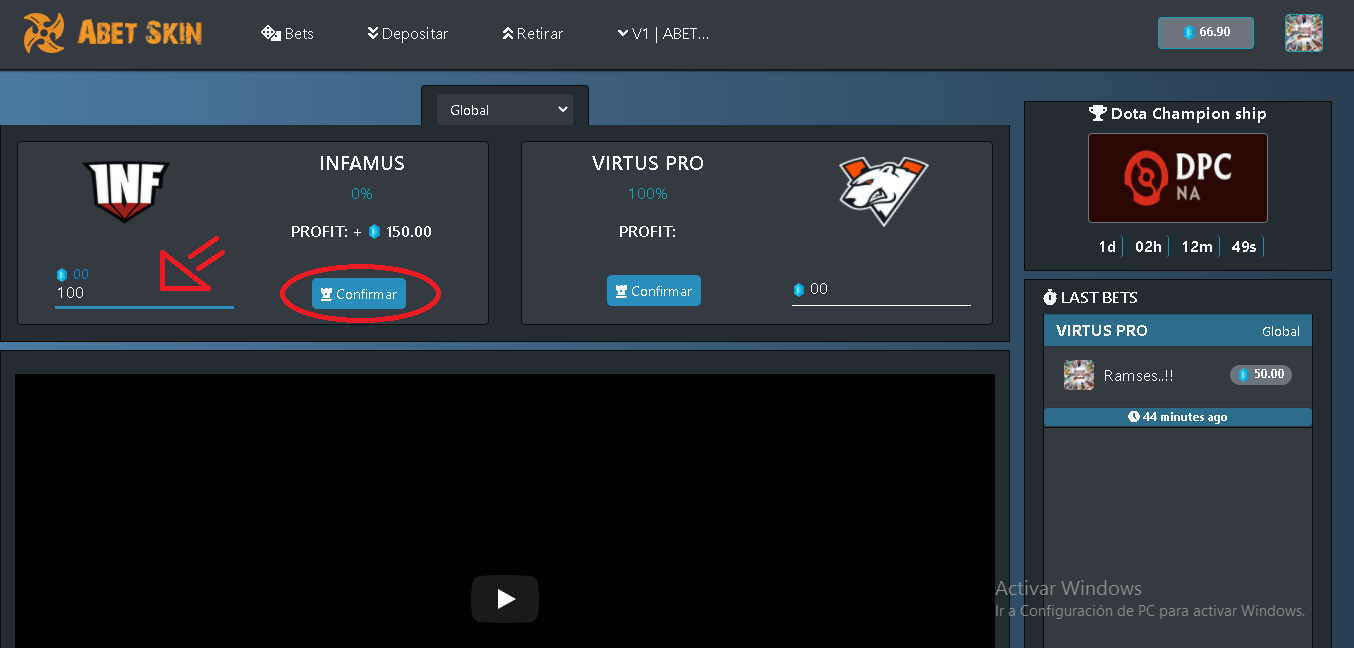 ABET SKIN
Bets
Depositar
Retirar
V1 | ABET...
66.90
Global
INF
INFAMUS
0%
PROFIT: + 150.00
00
100
Confirmar
VIRTUS PRO
100%
PROFIT:
Confirmar
00
Dota Champion ship
DPC
NA
1d 02h 12m 49s
LAST BETS
VIRTUS PRO Global
Ramses..!! 50.00
44 minutes ago
Activar Windows
Ir a Configuración de PC para activar Windows.